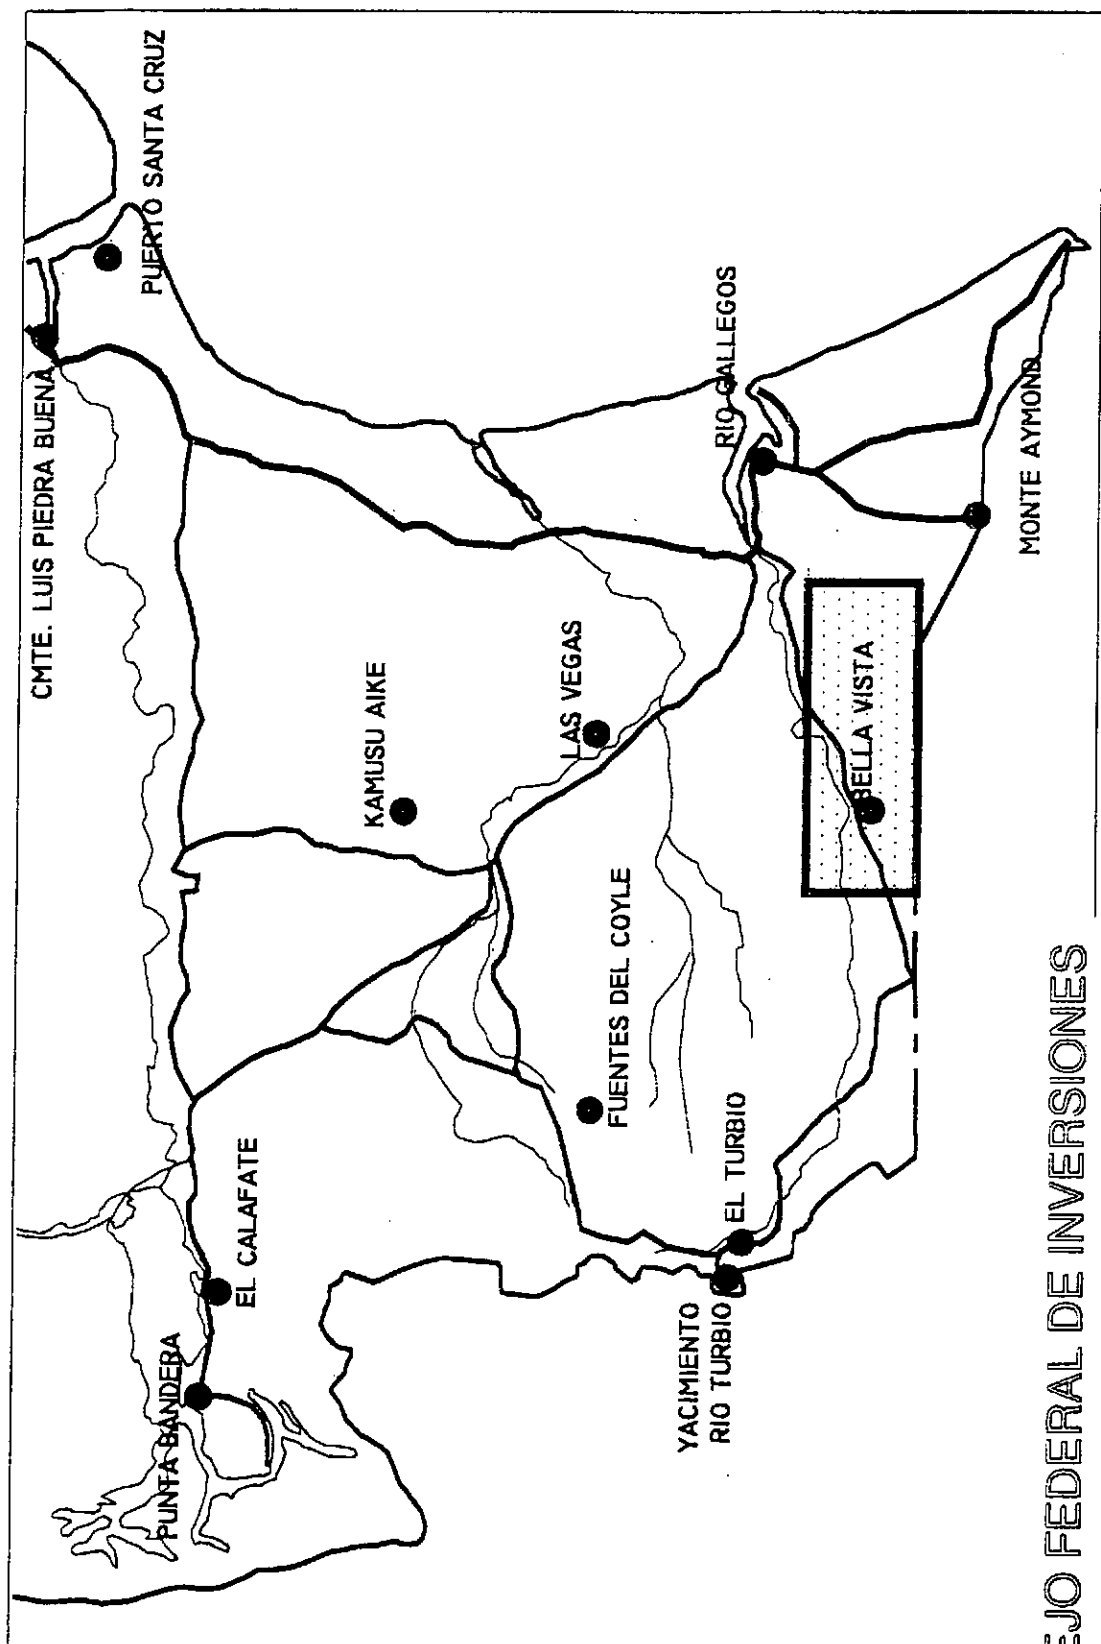 CMTE. LUIS PIEDRA BUENA
PUERTO SANTA CRUZ
PUNTA BANDERA
EL CALAFATE
KAMUSU AIKE
LAS VEGAS
FUENTES DEL COYLE
RIO GALLEGOS
YACIMIENTO
RIO TURBIO
EL TURBIO
BELLA VISTA
MONTE AYMOND
EJO FEDERAL DE INVERSIONES